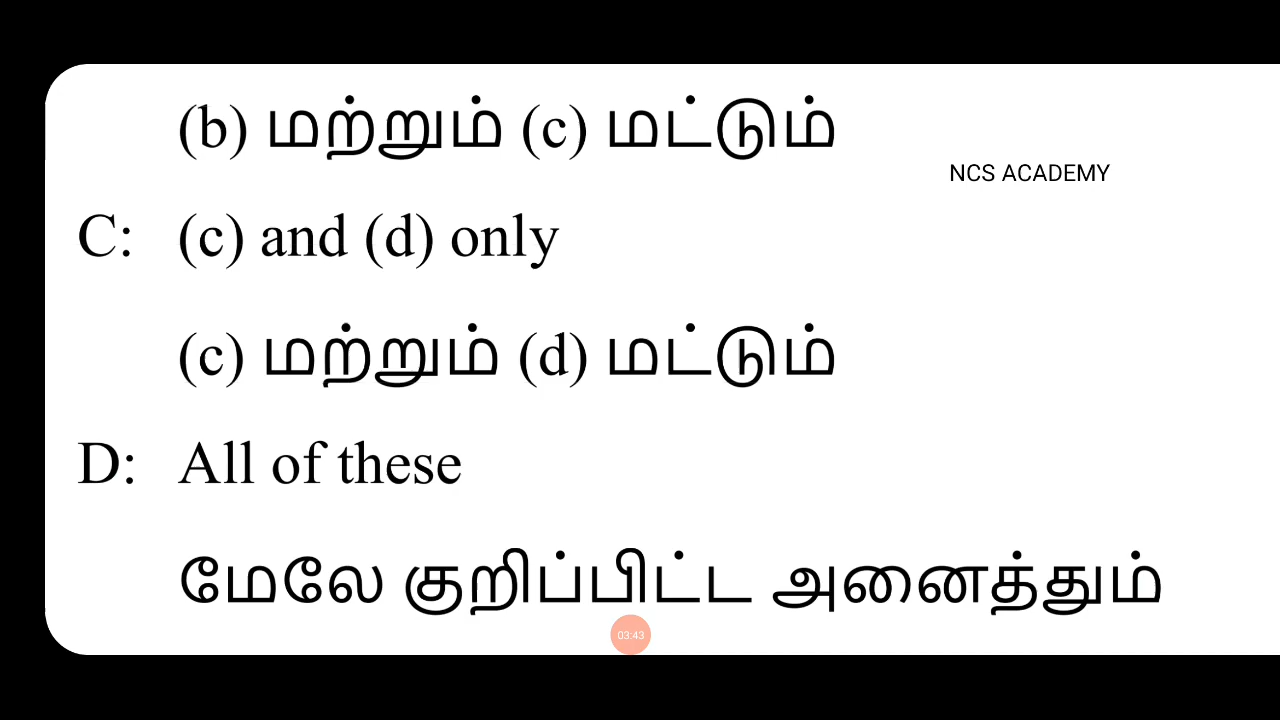 (b) மற்றும் (c) மட்டும்
NCS ACADEMY
C: (c) and (d) only
(c) மற்றும் (d) மட்டும்
D: All of these
மேலே குறிப்பிட்ட அனைத்தும்
03:43